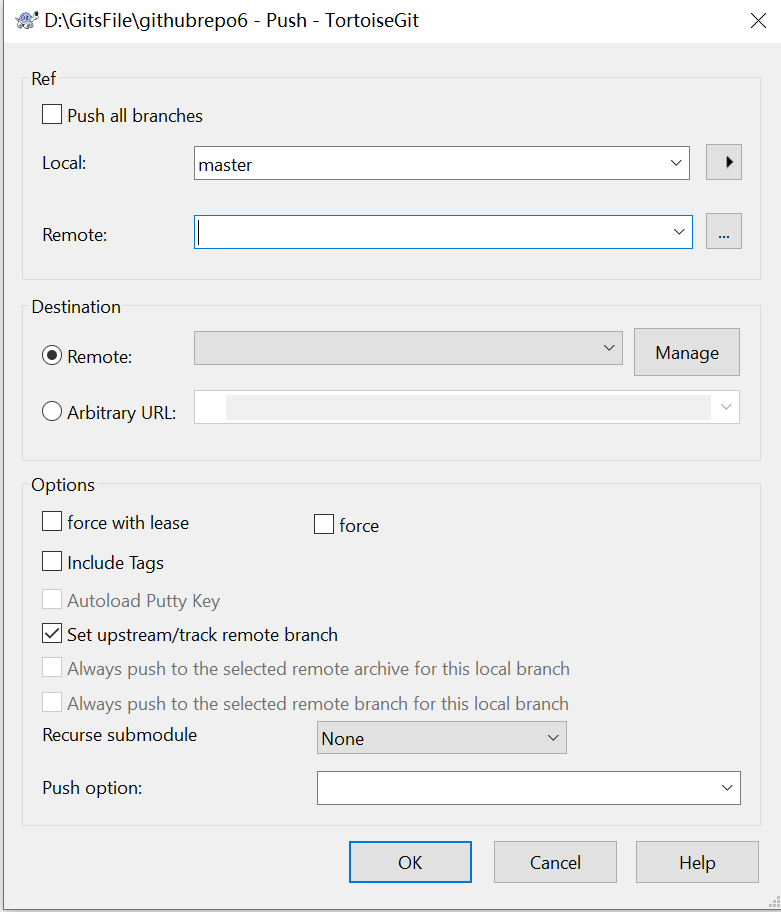 D:\GitsFile\githubrepo6 - Push - TortoiseGit
Ref
Push all branches
Local:
master
Remote:
...
Destination
Remote:
Manage
Arbitrary URL:
Options
force with lease
force
Include Tags
Autoload Putty Key
Set upstream/track remote branch
Always push to the selected remote archive for this local branch
Always push to the selected remote branch for this local branch
Recurse submodule
None
Push option:
OK
Cancel
Help